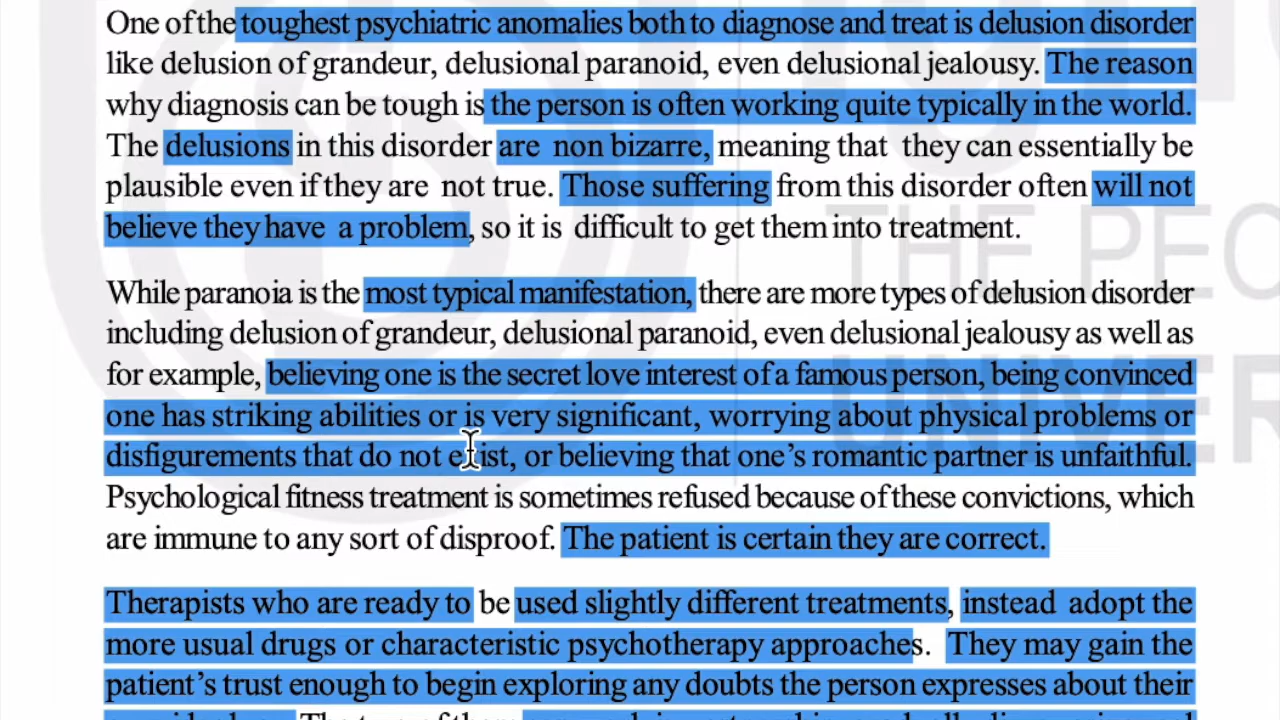 One of the toughest psychiatric anomalies both to diagnose and treat is delusion disorder
like delusion of grandeur, delusional paranoid, even delusional jealousy. The reason
why diagnosis can be tough is the person is often working quite typically in the world.
The delusions in this disorder are non bizarre, meaning that they can essentially be
plausible even if they are not true. Those suffering from this disorder often will not
believe they have a problem, so it is difficult to get them into treatment.
While paranoia is the most typical manifestation, there are more types of delusion disorder
including delusion of grandeur, delusional paranoid, even delusional jealousy as well as
for example, believing one is the secret love interest of a famous person, being convinced
one has striking abilities or is very significant, worrying about physical problems or
disfigurements that do not exist, or believing that one's romantic partner is unfaithful.
Psychological fitness treatment is sometimes refused because of these convictions, which
are immune to any sort of disproof. The patient is certain they are correct.
Therapists who are ready to be used slightly different treatments, instead adopt the
more usual drugs or characteristic psychotherapy approaches. They may gain the
patient's trust enough to begin exploring any doubts the person expresses about their
THE PEO
UNIVER